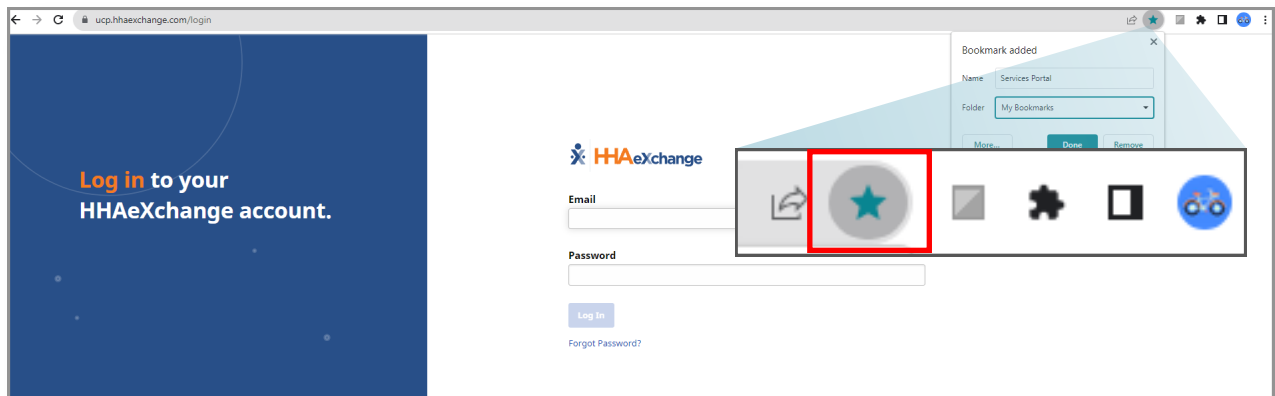 ucp.hhaexchange.com/login
Bookmark added
Name Services Portal
Folder My Bookmarks
More... Done Remove
Log in to your
HHAeXchange account.
HHAeXchange
Email
Password
Log In
Forgot Password?